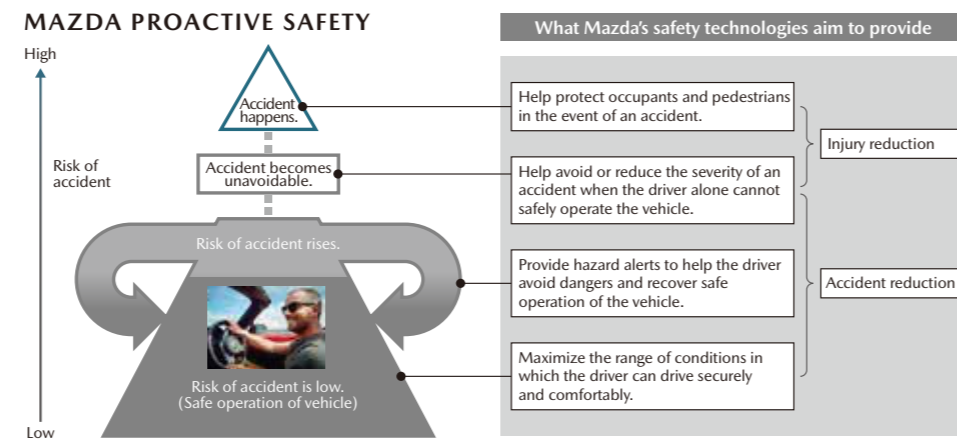 MAZDA PROACTIVE SAFETY
High
Risk of
accident
Low
Accident
happens.
Accident becomes
unavoidable.
Risk of accident rises.
Risk of accident is low.
(Safe operation of vehicle)
What Mazda's safety technologies aim to provide
Help protect occupants and pedestrians
in the event of an accident.
Help avoid or reduce the severity of an
accident when the driver alone cannot
safely operate the vehicle.
Provide hazard alerts to help the driver
avoid dangers and recover safe
operation of the vehicle.
Maximize the range of conditions in
which the driver can drive securely
and comfortably.
Injury reduction
Accident reduction